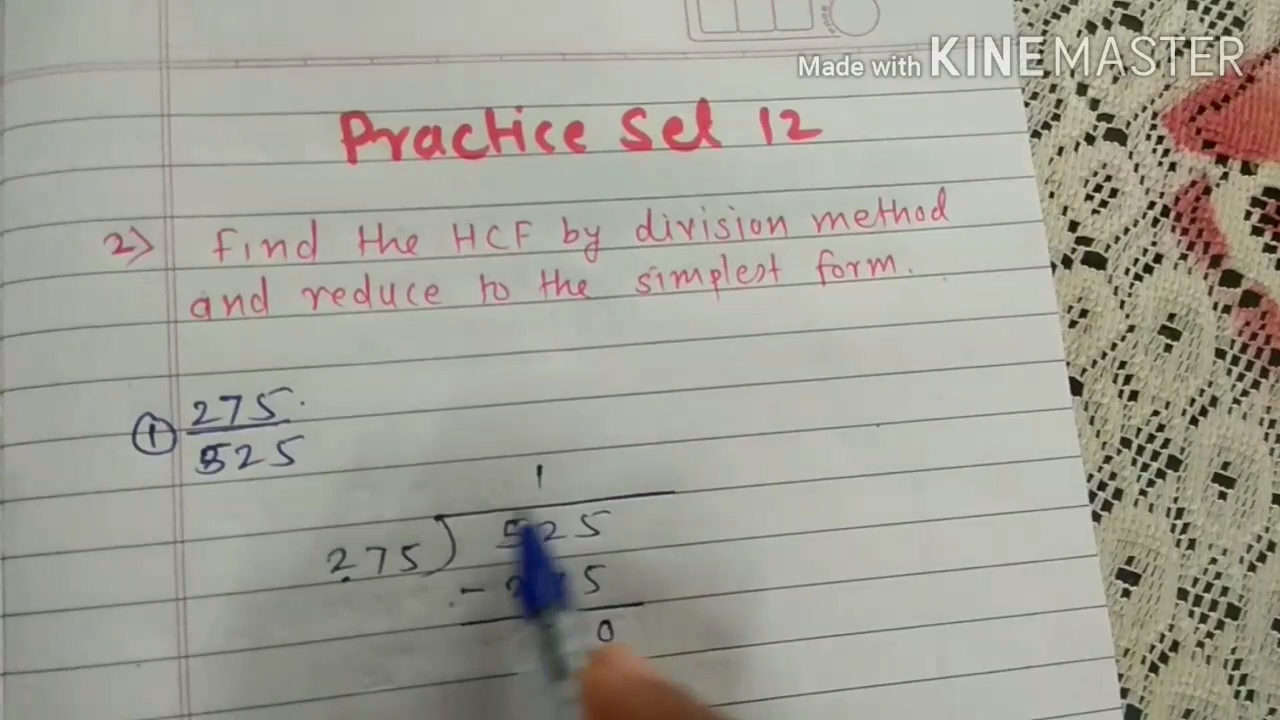 Made with KINEMASTER
Practice Set 12
2) Find the HCF by division method
and reduce to the simplest form.
① 275
525
1
275 ) 525
- 2 5
0